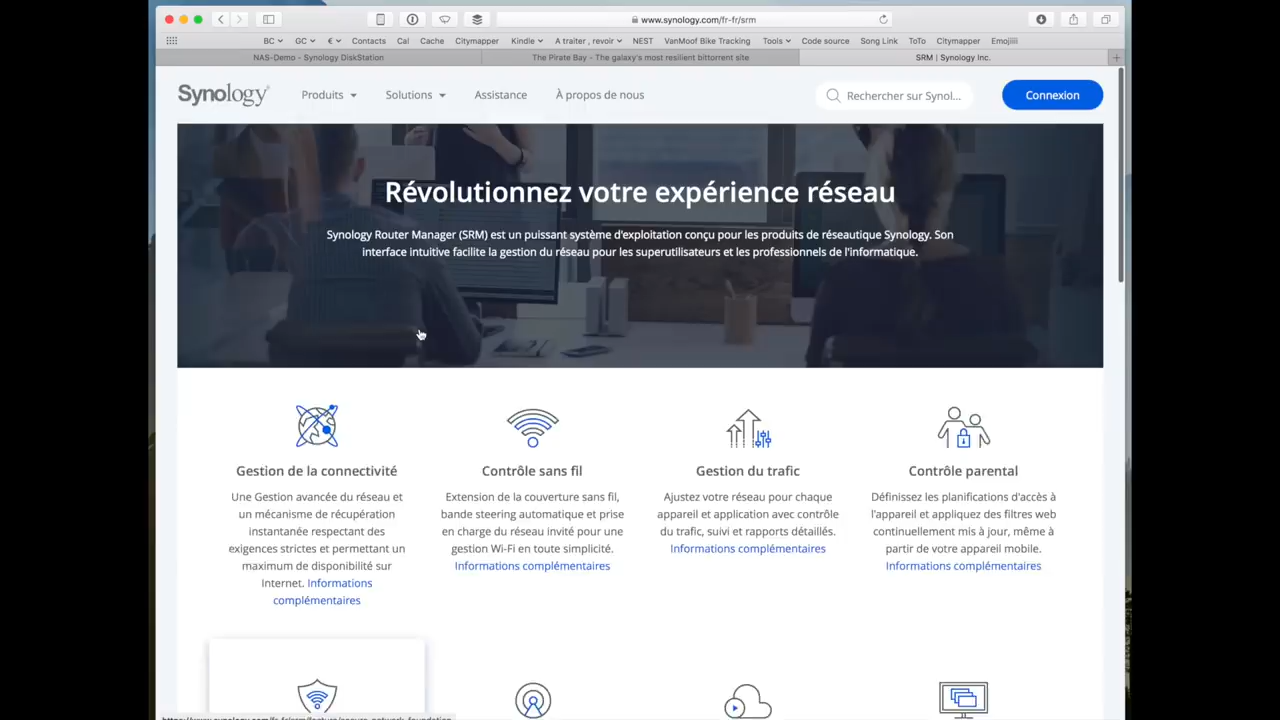 www.synology.com/fr-fr/srm
BC GC € Contacts Cal Cache Citymapper Kindle A traiter , revoir NEST VanMoof Bike Tracking Tools Code source Song Link ToTo Citymapper Emojiiii
NAS-Demo - Synology DiskStation The Pirate Bay - The galaxy's most resilient bittorrent site SRM | Synology Inc.
Synology Produits Solutions Assistance À propos de nous Rechercher sur Synol... Connexion
Révolutionnez votre expérience réseau
Synology Router Manager (SRM) est un puissant système d'exploitation conçu pour les produits de réseautique Synology. Son
interface intuitive facilite la gestion du réseau pour les superutilisateurs et les professionnels de l'informatique.
Gestion de la connectivité
Une Gestion avancée du réseau et
un mécanisme de récupération
instantanée respectant des
exigences strictes et permettant un
maximum de disponibilité sur
Internet. Informations
complémentaires
Contrôle sans fil
Extension de la couverture sans fil,
bande steering automatique et prise
en charge du réseau invité pour une
gestion Wi-Fi en toute simplicité.
Informations complémentaires
Gestion du trafic
Ajustez votre réseau pour chaque
appareil et application avec contrôle
du trafic, suivi et rapports détaillés.
Informations complémentaires
Contrôle parental
Définissez les planifications d'accès à
l'appareil et appliquez des filtres web
continuellement mis à jour, même à
partir de votre appareil mobile.
Informations complémentaires